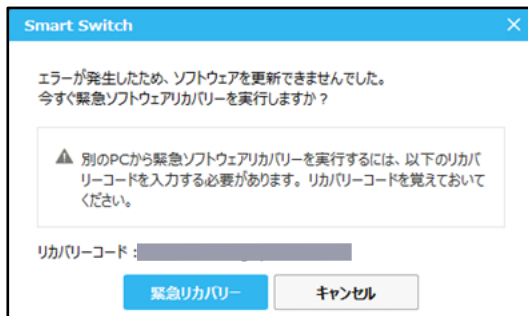 Smart Switch
エラーが発生したため、ソフトウェアを更新できませんでした。
今すぐ緊急ソフトウェアリカバリーを実行しますか？
別のPCから緊急ソフトウェアリカバリーを実行するには、以下のリカバ
リーコードを入力する必要があります。リカバリーコードを覚えておいて
ください。
リカバリーコード：
緊急リカバリー
キャンセル